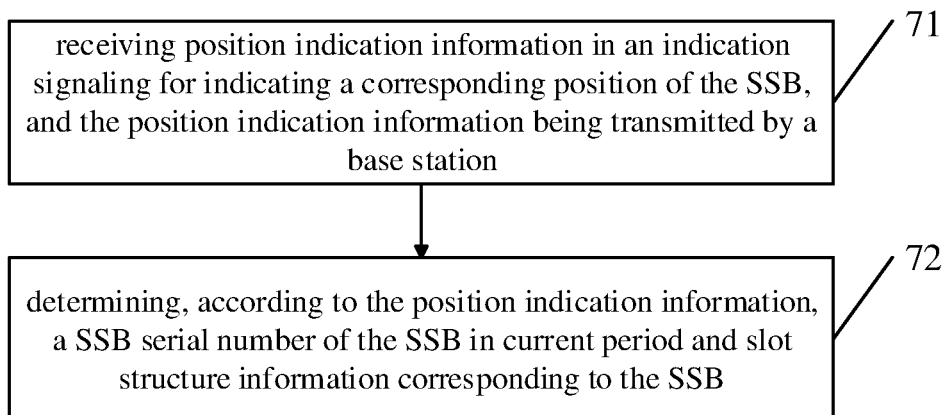 71
receiving position indication information in an indication
signaling for indicating a corresponding position of the SSB,
and the position indication information being transmitted by a
base station
72
determining, according to the position indication information,
a SSB serial number of the SSB in current period and slot
structure information corresponding to the SSB